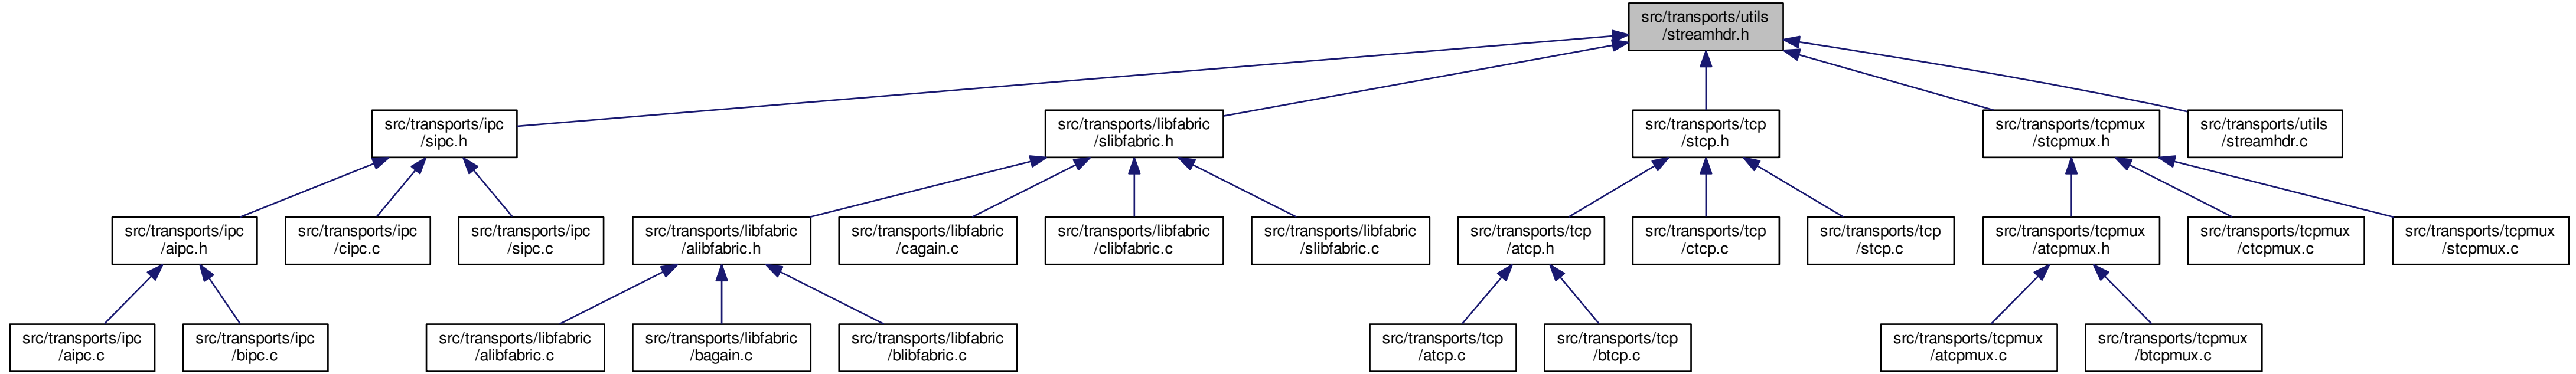 src/transports/utils
/streamhdr.h
src/transports/ipc
/sipc.h
src/transports/libfabric
/slibfabric.h
src/transports/tcp
/stcp.h
src/transports/tcpmux
/stcpmux.h
src/transports/utils
/streamhdr.c
src/transports/ipc
/aipc.h
src/transports/ipc
/cipc.c
src/transports/ipc
/sipc.c
src/transports/libfabric
/alibfabric.h
src/transports/libfabric
/cagain.c
src/transports/libfabric
/clibfabric.c
src/transports/libfabric
/slibfabric.c
src/transports/tcp
/atcp.h
src/transports/tcp
/ctcp.c
src/transports/tcp
/stcp.c
src/transports/tcpmux
/atcpmux.h
src/transports/tcpmux
/ctcpmux.c
src/transports/tcpmux
/stcpmux.c
src/transports/ipc
/aipc.c
src/transports/ipc
/bipc.c
src/transports/libfabric
/alibfabric.c
src/transports/libfabric
/bagain.c
src/transports/libfabric
/blibfabric.c
src/transports/tcp
/atcp.c
src/transports/tcp
/btcp.c
src/transports/tcpmux
/atcpmux.c
src/transports/tcpmux
/btcpmux.c